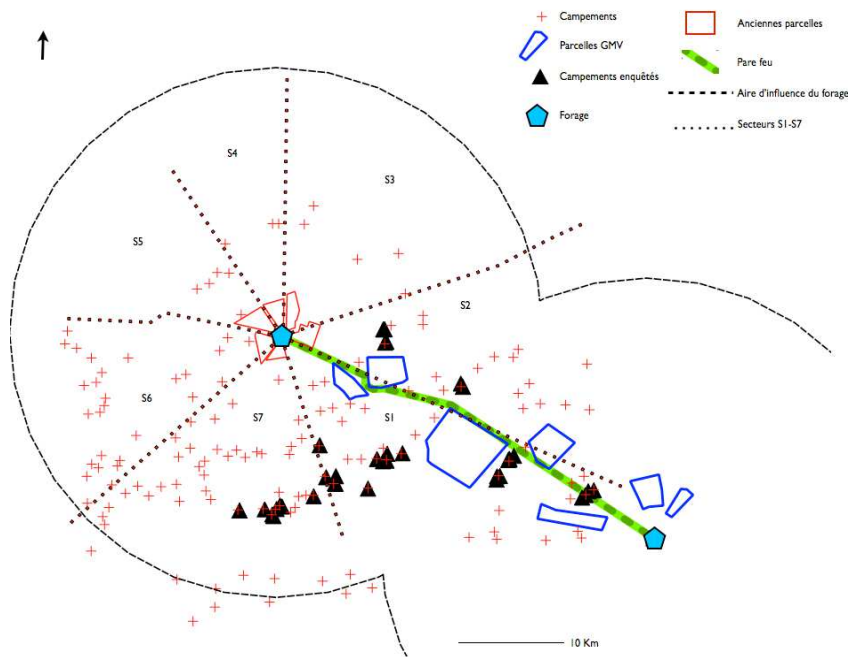 Campements
Parcelles GMV
Campements enquêtés
Forage
Anciennes parcelles
Pare feu
Aire d'influence du forage
Secteurs S1-S7
S4
S3
S5
S2
S6
S7
S1
10 Km